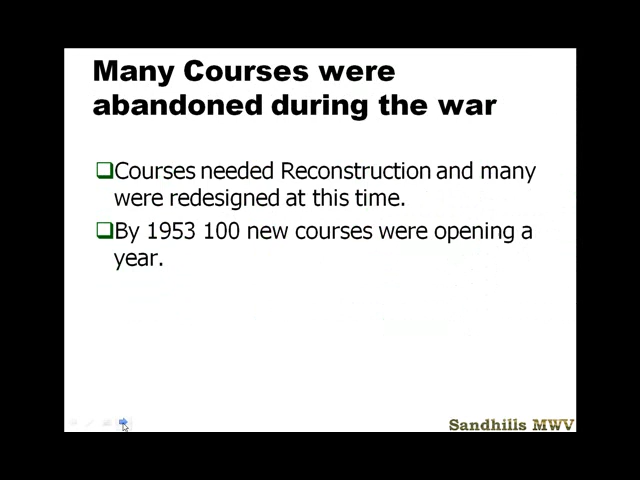 Many Courses were
abandoned during the war
Courses needed Reconstruction and many
were redesigned at this time.
By 1953 100 new courses were opening a
year.
Sandhills MWV